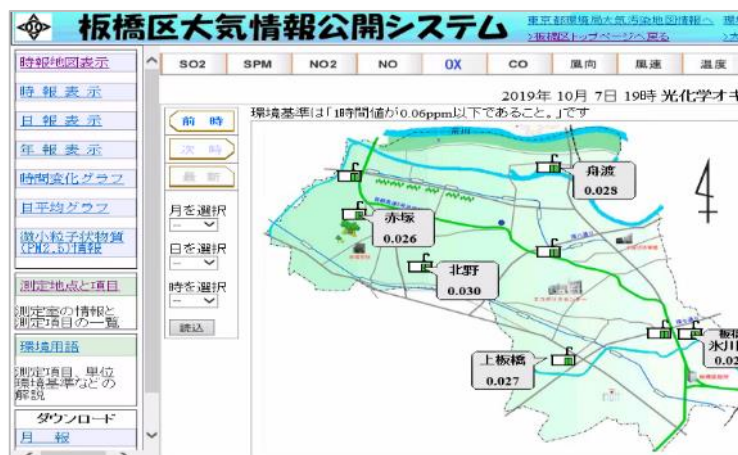 板橋区大気情報公開システム
東京都環境局大気汚染地図情報へ
>板橋区トップページへ戻る
時報地図表示
時報表示
日報表示
年報表示
時間変化グラフ
日平均グラフ
微小粒子状物質
(PM2.5)情報
測定地点と項目
測定室の情報と
測定項目の一覧
環境用語
測定項目、単位
環境基準などの
解説
ダウンロード
月 報
SO2 SPM NO2 NO OX CO 風向 風速 温度
2019年 10月 7日 19時 光化学オキ
環境基準は「1時間値が0.06ppm以下であること。」です
前 時
次 時
最 新
月を選択
--
日を選択
--
時を選択
--
読込
舟渡
0.028
赤塚
0.026
北野
0.030
板橋
氷川
0.02
上板橋
0.027